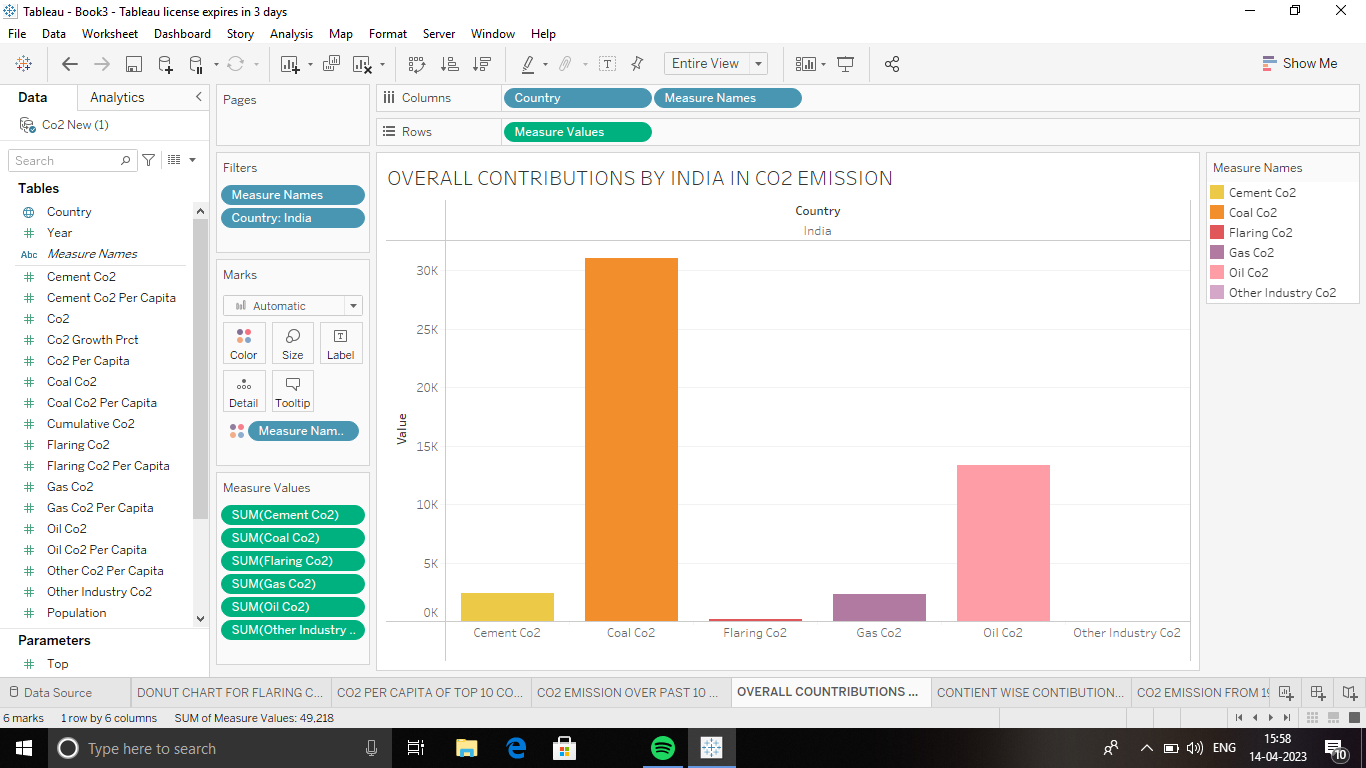 Tableau - Book3 - Tableau license expires in 3 days
File Data Worksheet Dashboard Story Analysis Map Format Server Window Help
Entire View
Show Me
Data Analytics
Co2 New (1)
Search
Tables
Country
Year
Abc Measure Names
Cement Co2
Cement Co2 Per Capita
Co2
Co2 Growth Prct
Co2 Per Capita
Coal Co2
Coal Co2 Per Capita
Cumulative Co2
Flaring Co2
Flaring Co2 Per Capita
Gas Co2
Gas Co2 Per Capita
Oil Co2
Oil Co2 Per Capita
Other Co2 Per Capita
Other Industry Co2
Population
Parameters
Top
Pages
Filters
Measure Names
Country: India
Marks
Automatic
Color Size Label
Detail Tooltip
Measure Nam..
Measure Values
SUM(Cement Co2)
SUM(Coal Co2)
SUM(Flaring Co2)
SUM(Gas Co2)
SUM(Oil Co2)
SUM(Other Industry ..
Columns Country Measure Names
Rows Measure Values
OVERALL CONTRIBUTIONS BY INDIA IN CO2 EMISSION
Country
India
Value
30K
25K
20K
15K
10K
5K
0K
Cement Co2 Coal Co2 Flaring Co2 Gas Co2 Oil Co2 Other Industry Co2
Measure Names
Cement Co2
Coal Co2
Flaring Co2
Gas Co2
Oil Co2
Other Industry Co2
Data Source DONUT CHART FOR FLARING C... CO2 PER CAPITA OF TOP 10 CO... CO2 EMISSION OVER PAST 10 ... OVERALL COUNTRIBUTIONS ... CONTIENT WISE CONTIBUTION... CO2 EMISSION FROM 19
6 marks 1 row by 6 columns SUM of Measure Values: 49,218
Type here to search
ENG
15:58
14-04-2023
10